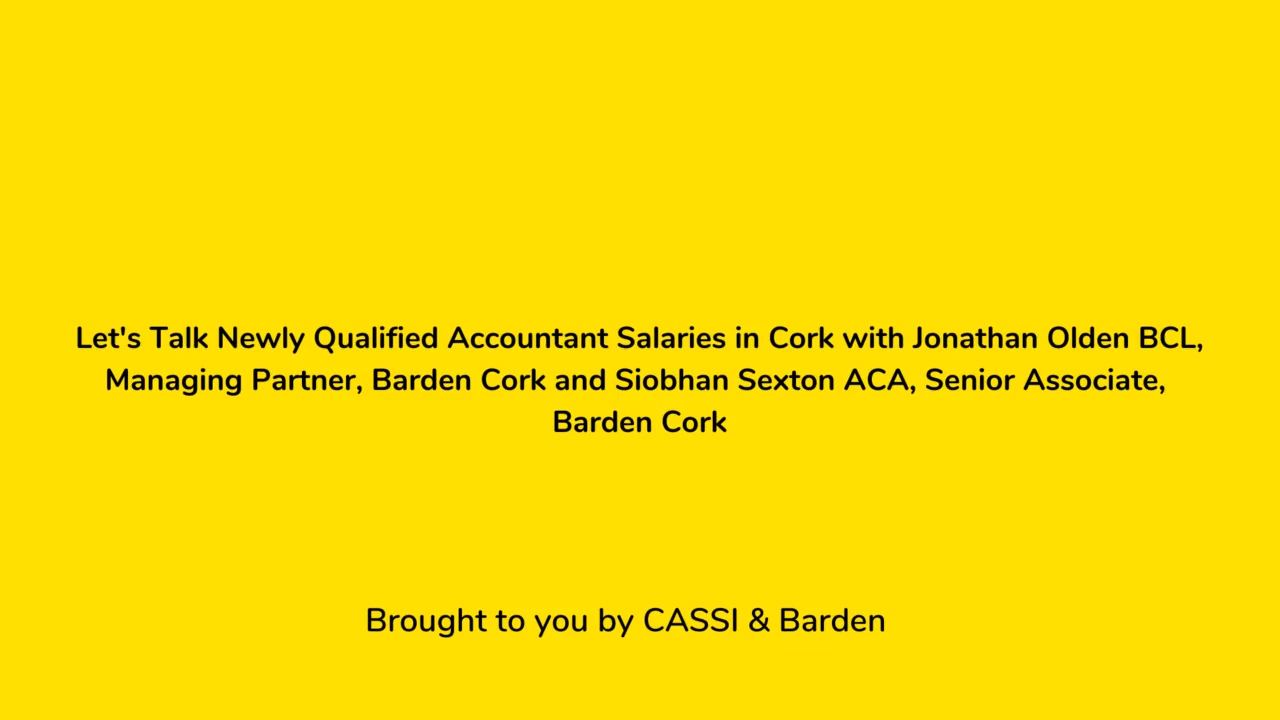 Let's Talk Newly Qualified Accountant Salaries in Cork with Jonathan Olden BCL,
Managing Partner, Barden Cork and Siobhan Sexton ACA, Senior Associate,
Barden Cork
Brought to you by CASSI & Barden